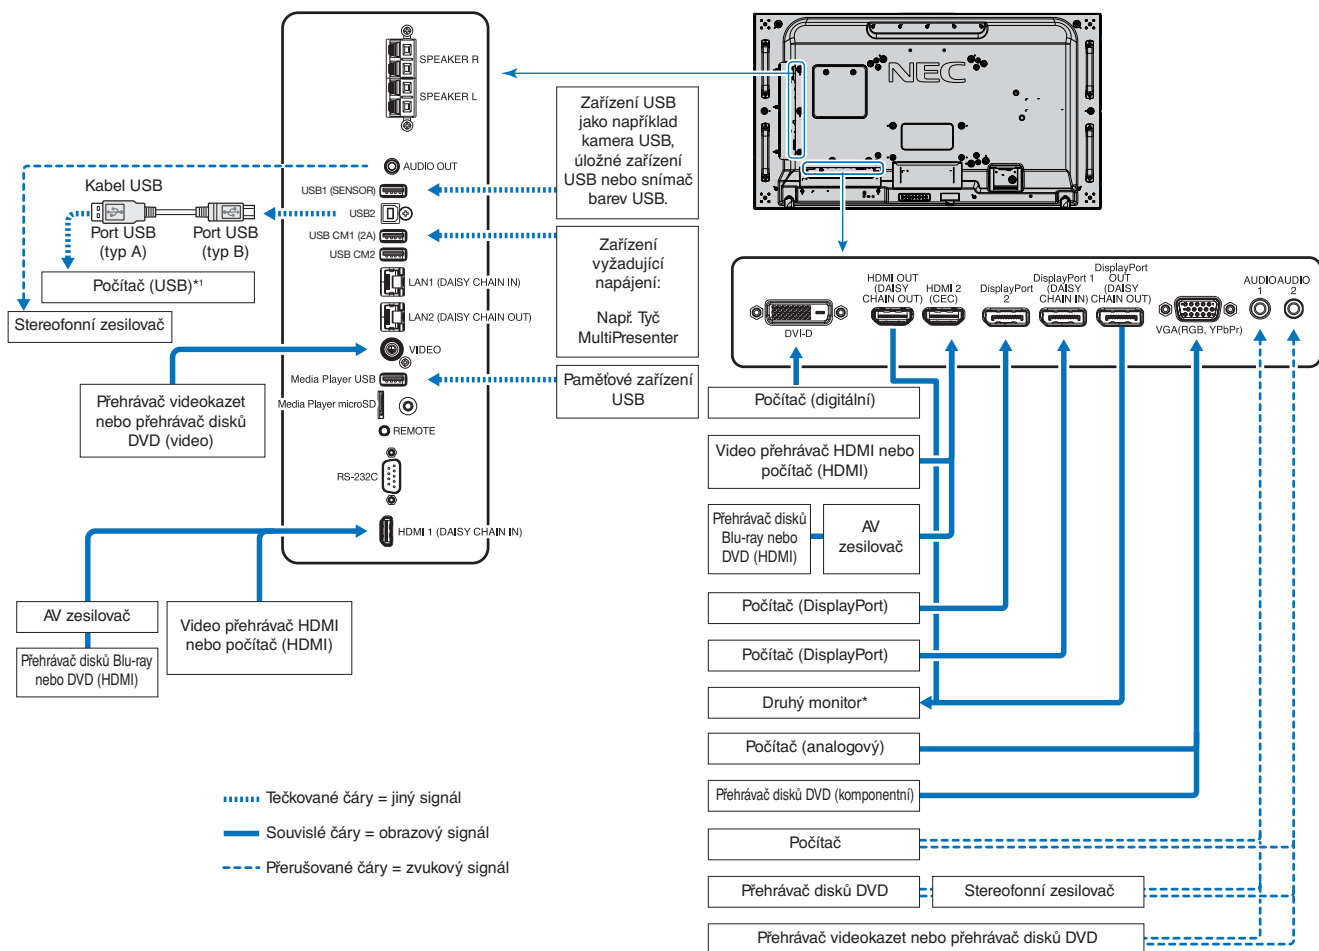 SPEAKER R
SPEAKER L
AUDIO OUT
USB1 (SENSOR)
USB2
USB CM1 (2A)
USB CM2
LAN1 (DAISY CHAIN IN)
LAN2 (DAISY CHAIN OUT)
VIDEO
Media Player USB
Media Player microSD
REMOTE
RS-232C
HDMI 1 (DAISY CHAIN IN)
Kabel USB
Port USB
(typ A)
Port USB
(typ B)
Počítač (USB)*1
Stereofonní zesilovač
Přehrávač videokazet
nebo přehrávač disků
DVD (video)
AV zesilovač
Přehrávač disků Blu-ray
nebo DVD (HDMI)
Video přehrávač HDMI
nebo počítač (HDMI)
Zařízení USB
jako například
kamera USB,
úložné zařízení
USB nebo snímač
barev USB.
Zařízení
vyžadující
napájení:
Např. Tyč
MultiPresenter
Paměťové zařízení
USB
NEC
DVI-D
HDMI OUT
(DAISY
CHAIN OUT)
HDMI 2
(CEC)
DisplayPort
2
DisplayPort 1
(DAISY
CHAIN IN)
DisplayPort
OUT
(DAISY
CHAIN OUT)
VGA(RGB, YPbPr)
AUDIO
1
AUDIO
2
Počítač (digitální)
Video přehrávač HDMI nebo
počítač (HDMI)
Přehrávač disků
Blu-ray nebo
DVD (HDMI)
AV
zesilovač
Počítač (DisplayPort)
Počítač (DisplayPort)
Druhý monitor*
Počítač (analogový)
Přehrávač disků DVD (komponentní)
Počítač
Přehrávač disků DVD
Stereofonní zesilovač
Přehrávač videokazet nebo přehrávač disků DVD
Tečkované čáry = jiný signál
Souvislé čáry = obrazový signál
Přerušované čáry = zvukový signál